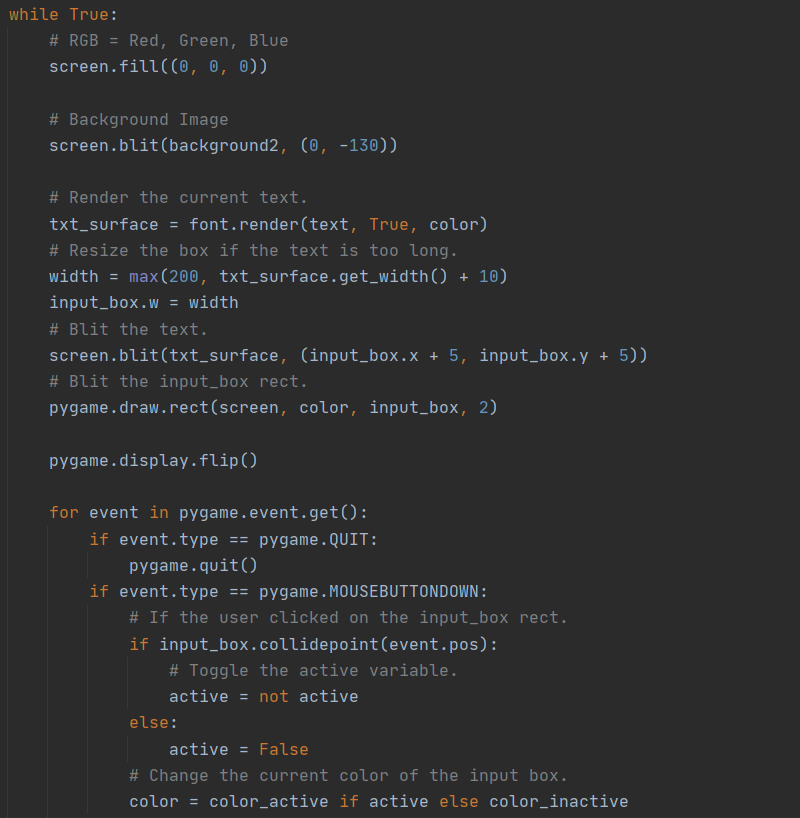 while True:
    # RGB = Red, Green, Blue
    screen.fill((0, 0, 0))

    # Background Image
    screen.blit(background2, (0, -130))

    # Render the current text.
    txt_surface = font.render(text, True, color)
    # Resize the box if the text is too long.
    width = max(200, txt_surface.get_width() + 10)
    input_box.w = width
    # Blit the text.
    screen.blit(txt_surface, (input_box.x + 5, input_box.y + 5))
    # Blit the input_box rect.
    pygame.draw.rect(screen, color, input_box, 2)

    pygame.display.flip()

    for event in pygame.event.get():
        if event.type == pygame.QUIT:
            pygame.quit()
        if event.type == pygame.MOUSEBUTTONDOWN:
            # If the user clicked on the input_box rect.
            if input_box.collidepoint(event.pos):
                # Toggle the active variable.
                active = not active
            else:
                active = False
            # Change the current color of the input box.
            color = color_active if active else color_inactive